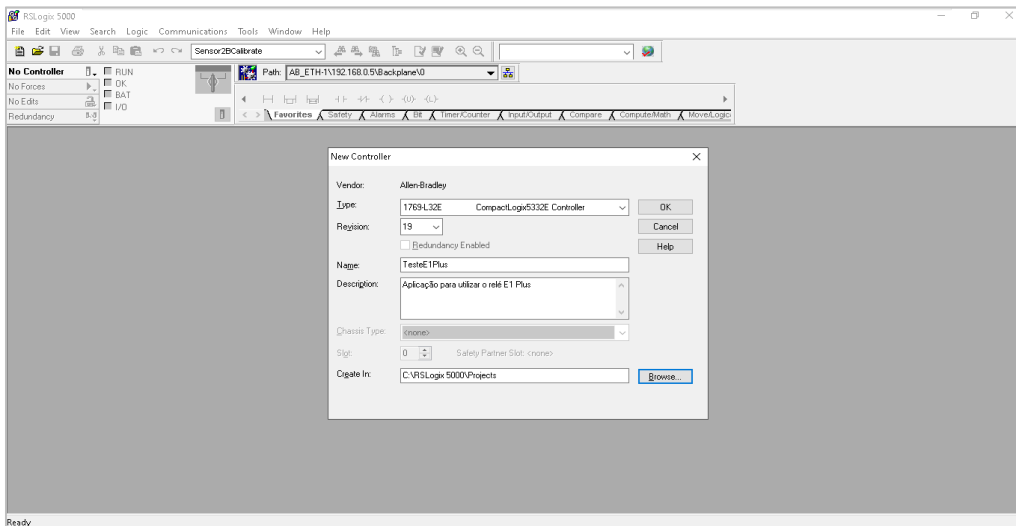 RSLogix 5000
File Edit View Search Logic Communications Tools Window Help
Sensor2BCalibrate
No Controller
RUN
Path: AB_ETH-1\192.168.0.5\Backplane\0
No Forces
OK
No Edits
BAT
Redundancy
I/O
Favorites Safety Alarms Bit Timer/Counter Input/Output Compare Compute/Math Move/Logic
New Controller
Vendor: Allen-Bradley
Type: 1769-L32E CompactLogix5332E Controller OK
Revision: 19 Cancel
Redundancy Enabled Help
Name: TesteE1Plus
Description: Aplicação para utilizar o relé E1 Plus
Chassis Type: <none>
Slot: 0 Safety Partner Slot: <none>
Create In: C:\RSLogix 5000\Projects Browse...
Ready